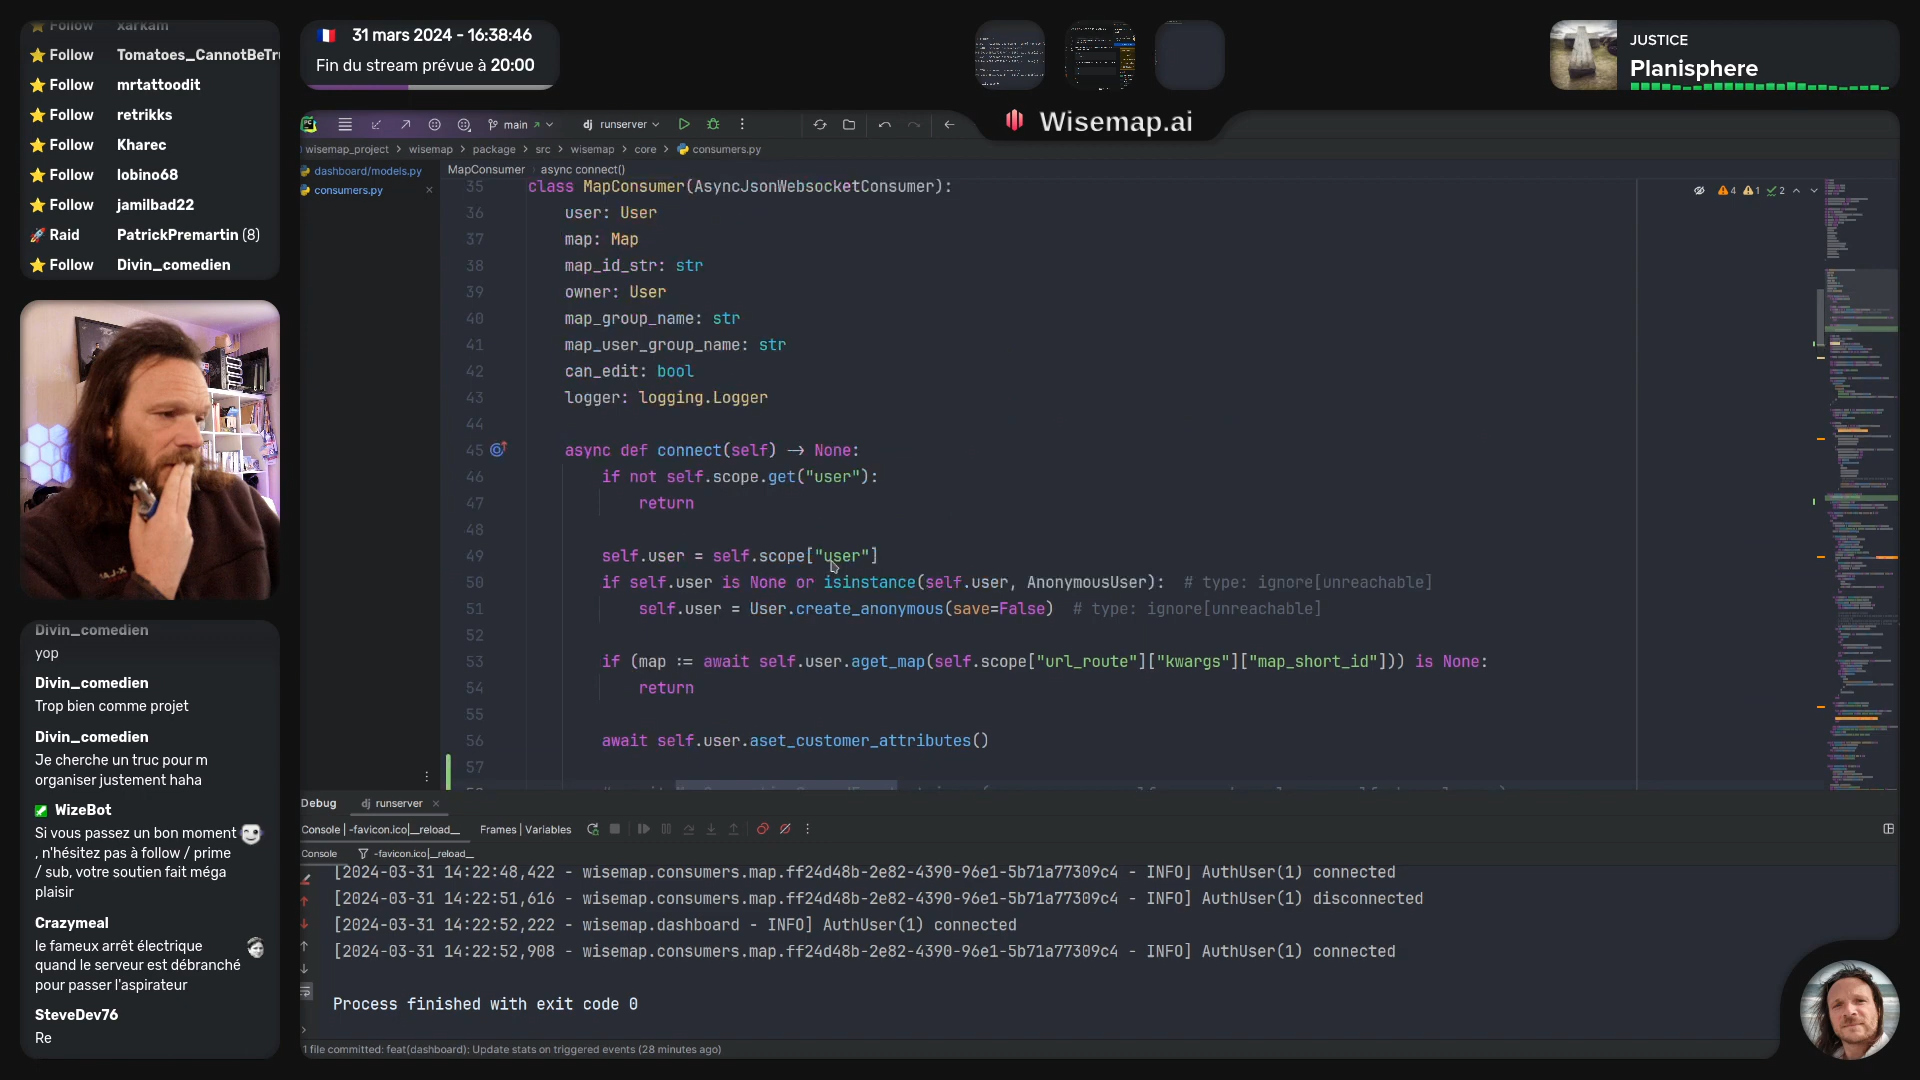 Follow xarkam
Follow Tomatoes_CannotBeTr
Follow mrtattoodit
Follow retrikks
Follow Kharec
Follow lobino68
Follow jamilbad22
Raid PatrickPremartin (8)
Follow Divin_comedien
31 mars 2024 - 16:38:46
Fin du stream prévue à 20:00
JUSTICE
Planisphere
Wisemap.ai
main
dj runserver
wisemap_project > wisemap > package > src > wisemap > core > consumers.py
dashboard/models.py
consumers.py
MapConsumer async connect()
4 1 2
35 class MapConsumer(AsyncJsonWebsocketConsumer):
36 user: User
37 map: Map
38 map_id_str: str
39 owner: User
40 map_group_name: str
41 map_user_group_name: str
42 can_edit: bool
43 logger: logging.Logger
44
45 async def connect(self) -> None:
46 if not self.scope.get("user"):
47 return
48
49 self.user = self.scope["user"]
50 if self.user is None or isinstance(self.user, AnonymousUser): # type: ignore[unreachable]
51 self.user = User.create_anonymous(save=False) # type: ignore[unreachable]
52
53 if (map := await self.user.aget_map(self.scope["url_route"]["kwargs"]["map_short_id"])) is None:
54 return
55
56 await self.user.aset_customer_attributes()
57
Debug dj runserver
Console | -favicon.ico|__reload__ Frames | Variables
Console -favicon.ico|__reload__
[2024-03-31 14:22:48,422 - wisemap.consumers.map.ff24d48b-2e82-4390-96e1-5b71a77309c4 - INFO] AuthUser(1) connected
[2024-03-31 14:22:51,616 - wisemap.consumers.map.ff24d48b-2e82-4390-96e1-5b71a77309c4 - INFO] AuthUser(1) disconnected
[2024-03-31 14:22:52,222 - wisemap.dashboard - INFO] AuthUser(1) connected
[2024-03-31 14:22:52,908 - wisemap.consumers.map.ff24d48b-2e82-4390-96e1-5b71a77309c4 - INFO] AuthUser(1) connected
Process finished with exit code 0
1 file committed: feat(dashboard): Update stats on triggered events (28 minutes ago)
Divin_comedien
yop
Divin_comedien
Trop bien comme projet
Divin_comedien
Je cherche un truc pour m
organiser justement haha
WizeBot
Si vous passez un bon moment
, n'hésitez pas à follow / prime
/ sub, votre soutien fait méga
plaisir
Crazymeal
le fameux arrêt électrique
quand le serveur est débranché
pour passer l'aspirateur
SteveDev76
Re